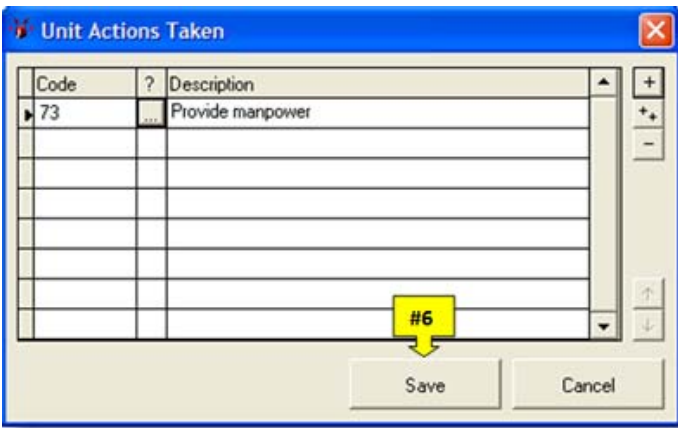 Unit Actions Taken
Code ? Description
+
73 ... Provide manpower
++
-
#6
Save Cancel